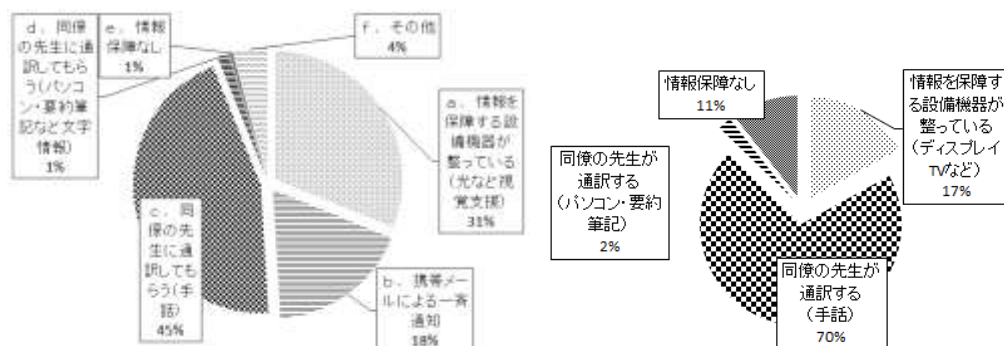 d．同僚
の先生に通
訳してもら
う(パソコ
ン・要約筆
記など文字
情報)
1%
e．情報
保障なし
1%
f．その他
4%
a．情報を
保障する設
備機器が
整っている
(光など視
覚支援)
31%
b．携帯メー
ルによる一斉
通知
18%
c．同
僚の先
生に通
訳しても
らう(手
話)
45%
情報保障なし
11%
情報を保障す
る設備機器が
整っている
(ディスプレイ
TVなど)
17%
同僚の先生が
通訳する
(パソコン・要約
筆記)
2%
同僚の先生が
通訳する
(手話)
70%